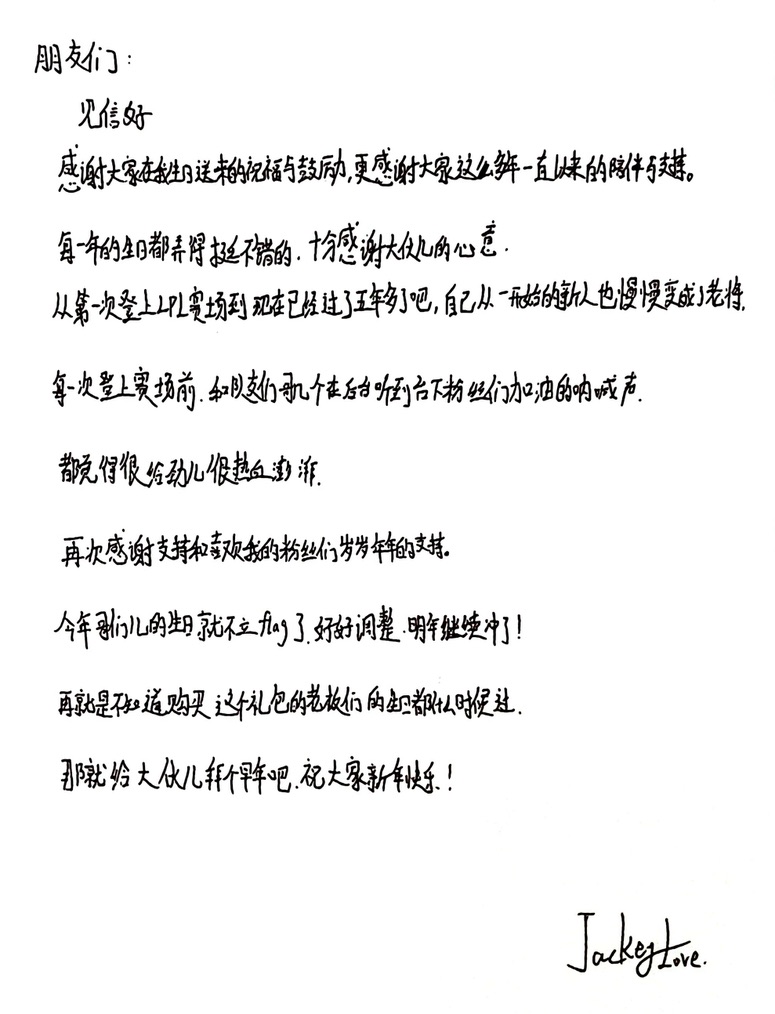 朋友们：
见信好
感谢大家在我生日送来的祝福与鼓励，更感谢大家这么多年一直以来的陪伴与支持。
每一年的生日都弄得挺不错的．十分感谢大伙儿的心意．
从第一次登上LPL赛场到现在已经过了五年多了吧，自己从一开始的新人也慢慢变成了老将．
每一次登上赛场前．和队友们哥几个在后台听到台下粉丝们加油的呐喊声．
都觉得很给劲儿很热血澎湃．
再次感谢支持和喜欢我的粉丝们岁岁年年的支持。
今年哥们儿的生日就不立flag了．好好调整．明年继续冲了！
再就是不知道购买这个礼包的老板们的生日都什么时候过．
那就给大伙儿拜个早年吧．祝大家新年快乐．！
JackeyLove.